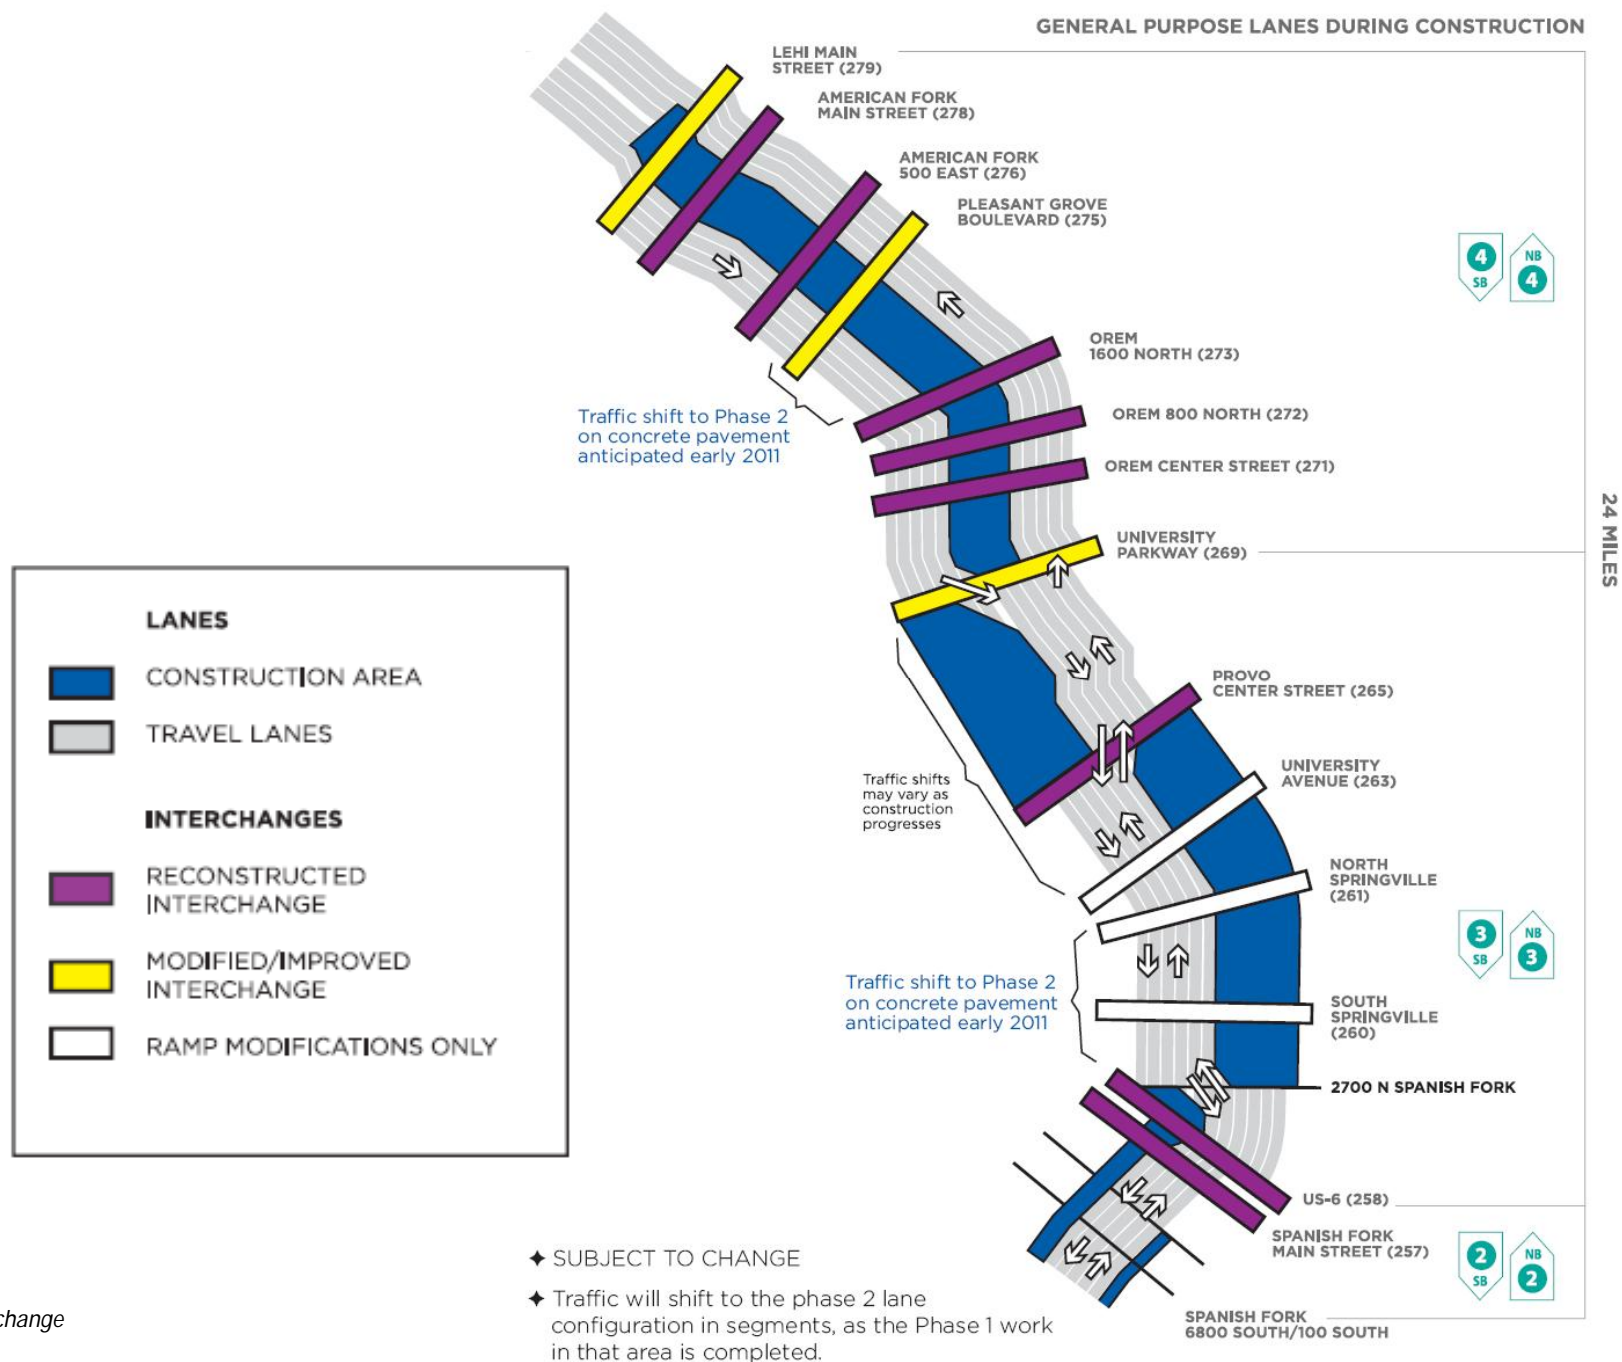 GENERAL PURPOSE LANES DURING CONSTRUCTION
LEHI MAIN
STREET (279)
AMERICAN FORK
MAIN STREET (278)
AMERICAN FORK
500 EAST (276)
PLEASANT GROVE
BOULEVARD (275)
4
SB
NB
4
OREM
1600 NORTH (273)
Traffic shift to Phase 2
on concrete pavement
anticipated early 2011
OREM 800 NORTH (272)
OREM CENTER STREET (271)
24 MILES
UNIVERSITY
PARKWAY (269)
LANES
CONSTRUCTION AREA
TRAVEL LANES
INTERCHANGES
RECONSTRUCTED
INTERCHANGE
MODIFIED/IMPROVED
INTERCHANGE
RAMP MODIFICATIONS ONLY
PROVO
CENTER STREET (265)
Traffic shifts
may vary as
construction
progresses
UNIVERSITY
AVENUE (263)
NORTH
SPRINGVILLE
(261)
3
SB
NB
3
Traffic shift to Phase 2
on concrete pavement
anticipated early 2011
SOUTH
SPRINGVILLE
(260)
2700 N SPANISH FORK
US-6 (258)
SPANISH FORK
MAIN STREET (257)
2
SB
NB
2
SPANISH FORK
6800 SOUTH/100 SOUTH
✦ SUBJECT TO CHANGE
✦ Traffic will shift to the phase 2 lane
configuration in segments, as the Phase 1 work
in that area is completed.
change